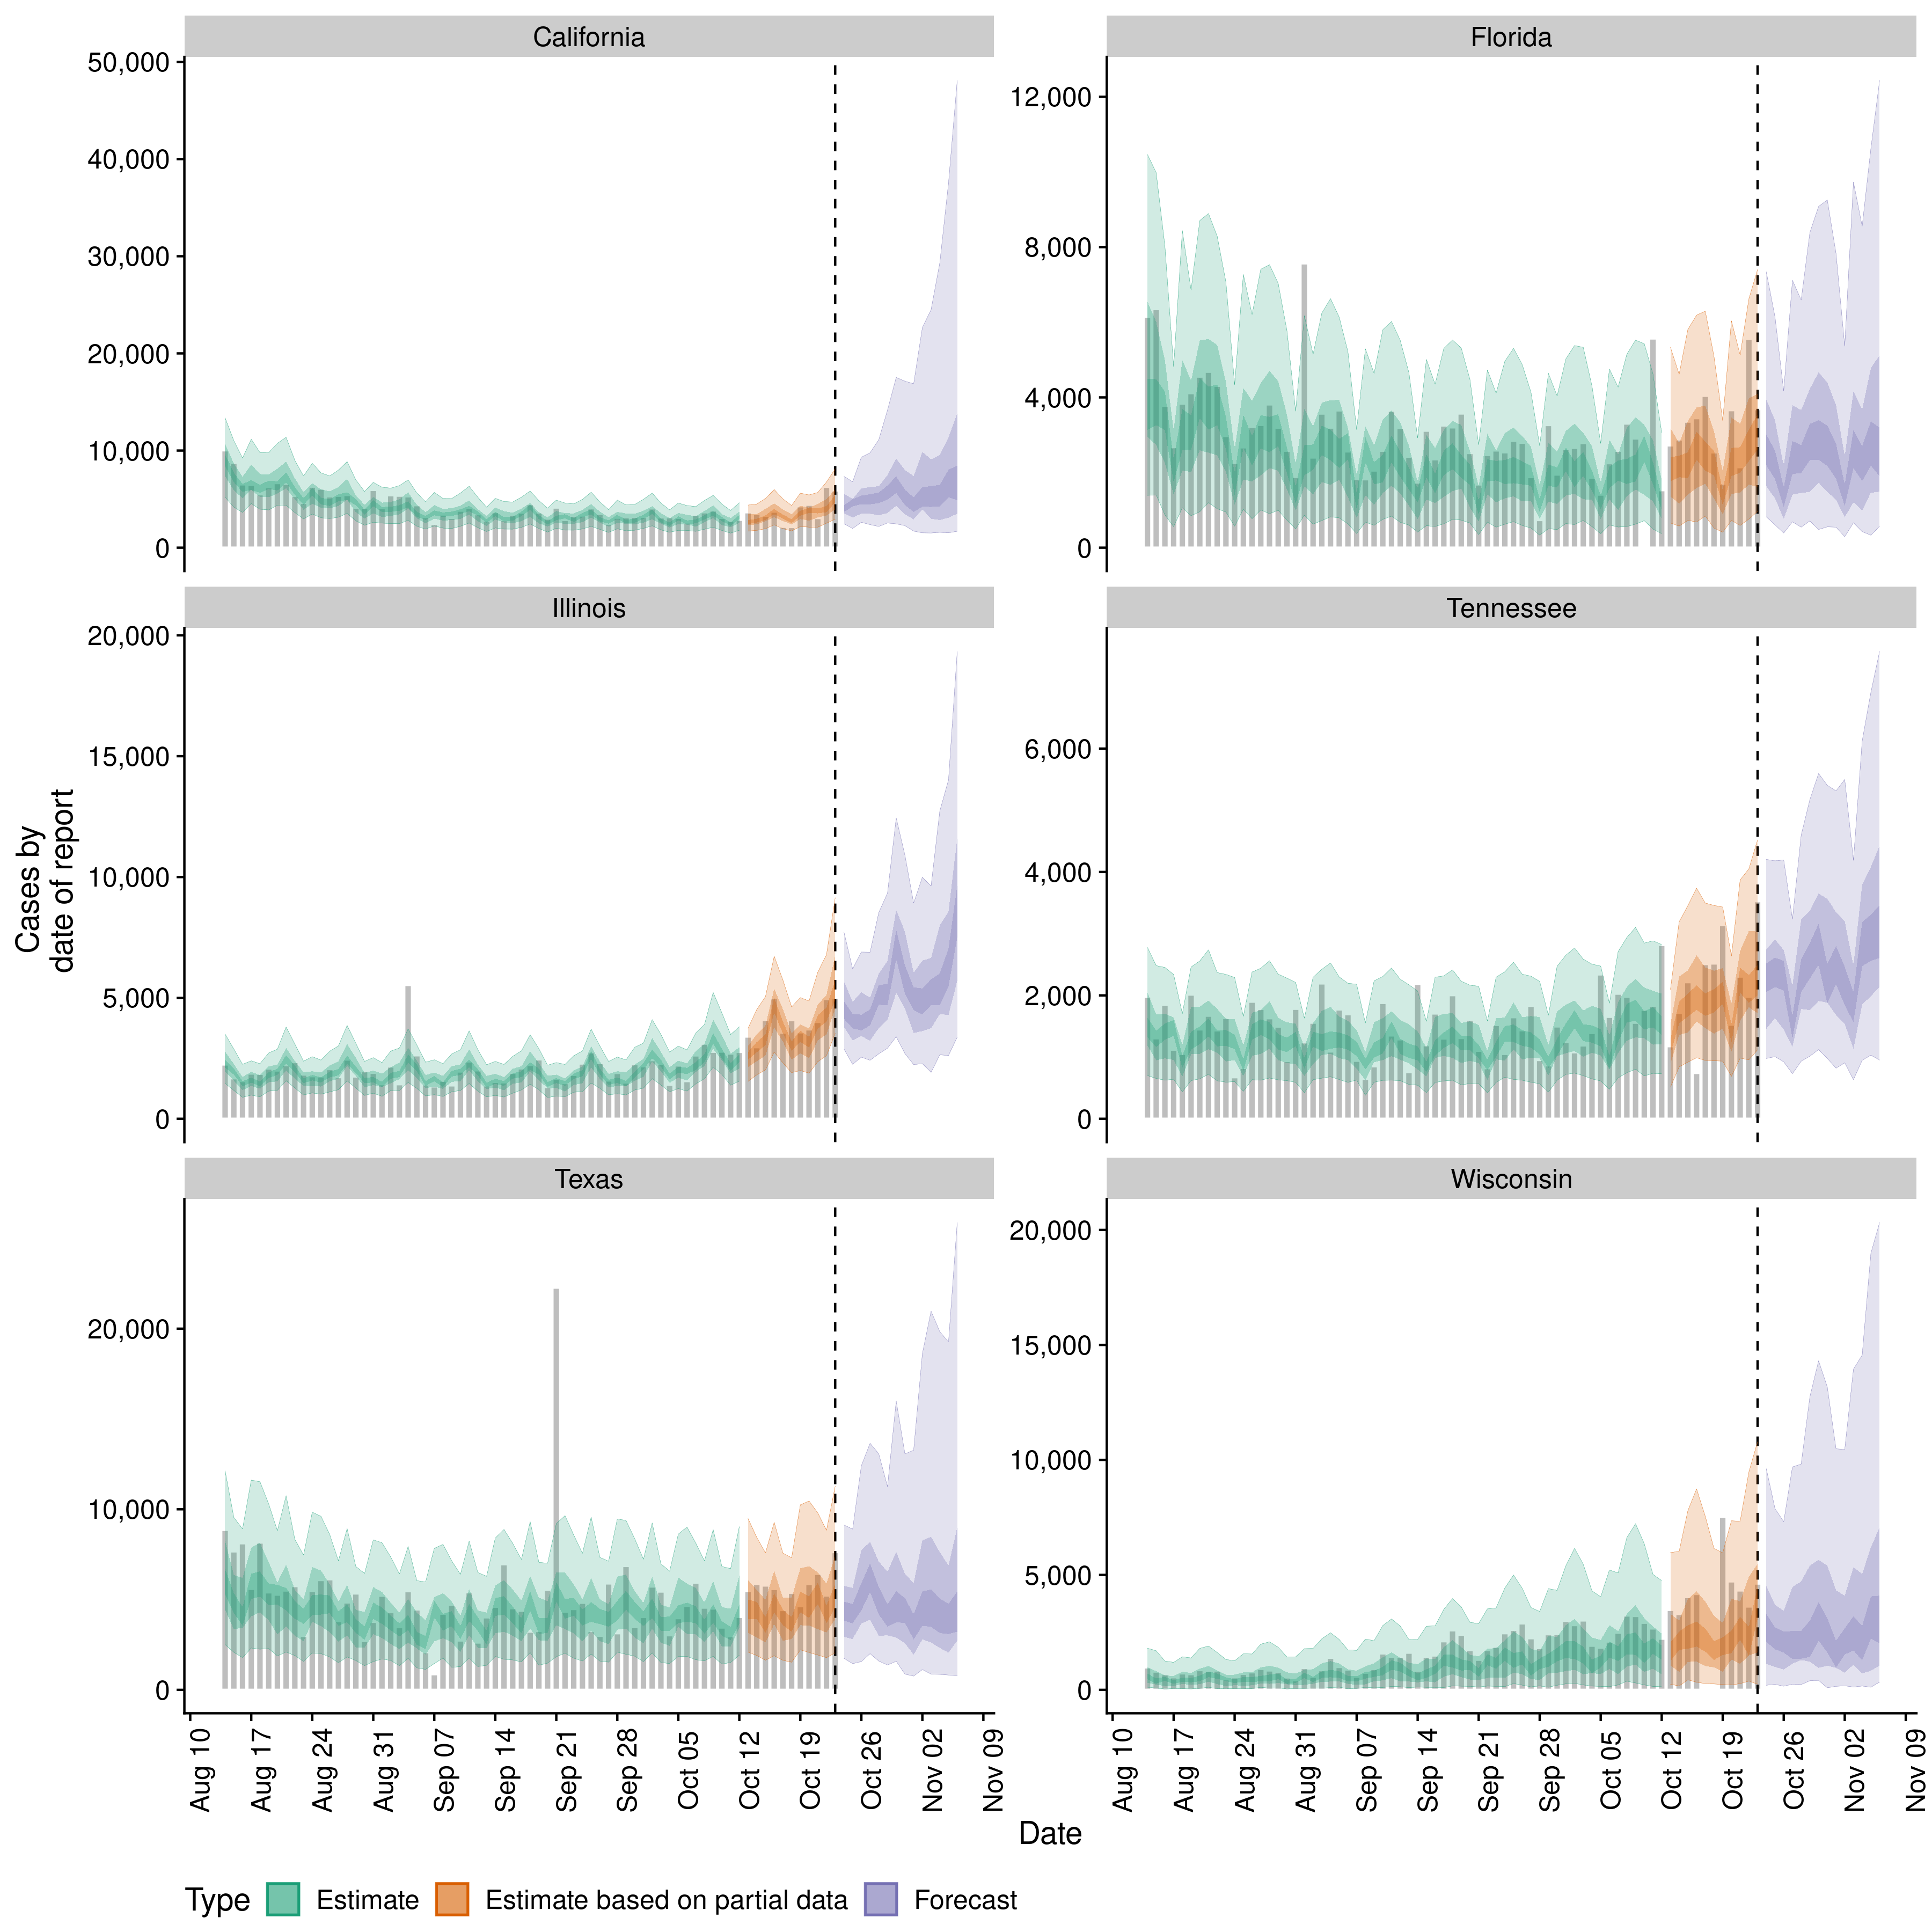 California
Florida
50,000
40,000
30,000
20,000
10,000
0
12,000
8,000
4,000
0
Illinois
Tennessee
20,000
15,000
10,000
5,000
0
6,000
4,000
2,000
0
Cases by
date of report
Texas
Wisconsin
20,000
10,000
0
20,000
15,000
10,000
5,000
0
Aug 10
Aug 17
Aug 24
Aug 31
Sep 07
Sep 14
Sep 21
Sep 28
Oct 05
Oct 12
Oct 19
Oct 26
Nov 02
Nov 09
Aug 10
Aug 17
Aug 24
Aug 31
Sep 07
Sep 14
Sep 21
Sep 28
Oct 05
Oct 12
Oct 19
Oct 26
Nov 02
Nov 09
Date
Type Estimate Estimate based on partial data Forecast